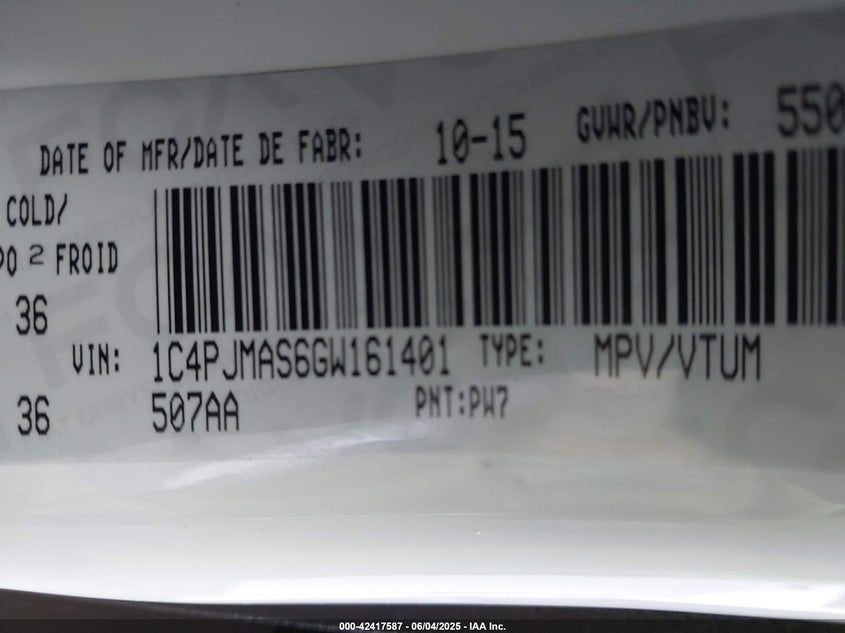 DATE OF MFR/DATE DE FABR: 10-15 GVWR/PNBV: 550
COLD/
PO 2 FROID
36
VIN: 1C4PJMAS6GW161401 TYPE: MPV/VTUM
36 507AA PNT:PW7
000-42417587 - 06/04/2025 - IAA Inc.